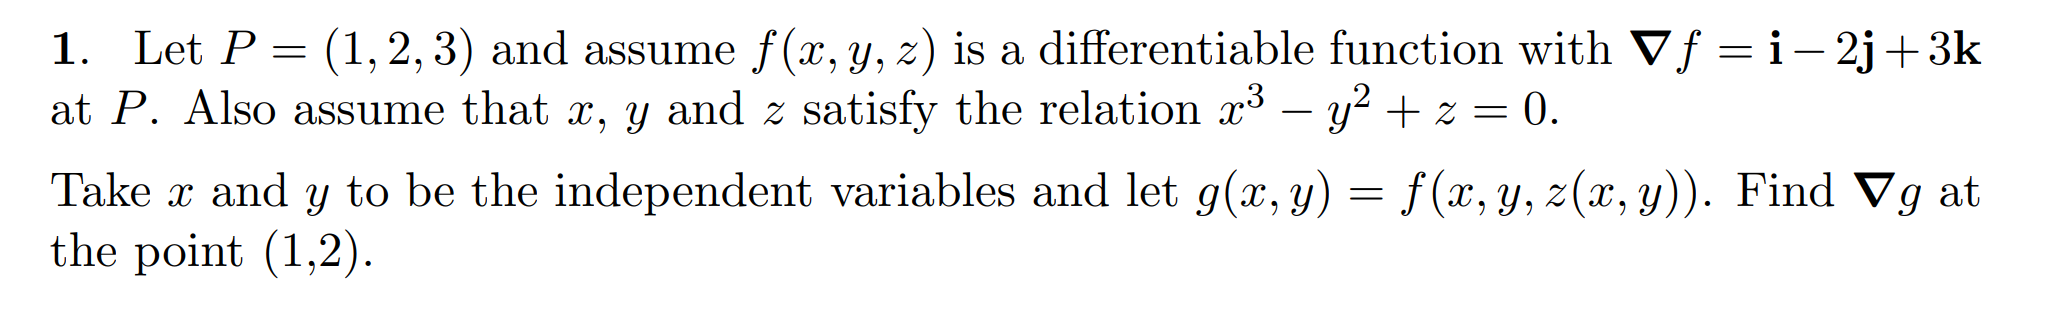 1. Let P = (1, 2, 3) and assume f(x, y, z) is a differentiable function with ∇f = i − 2j + 3k
at P. Also assume that x, y and z satisfy the relation x³ − y² + z = 0.
Take x and y to be the independent variables and let g(x, y) = f(x, y, z(x, y)). Find ∇g at
the point (1,2).